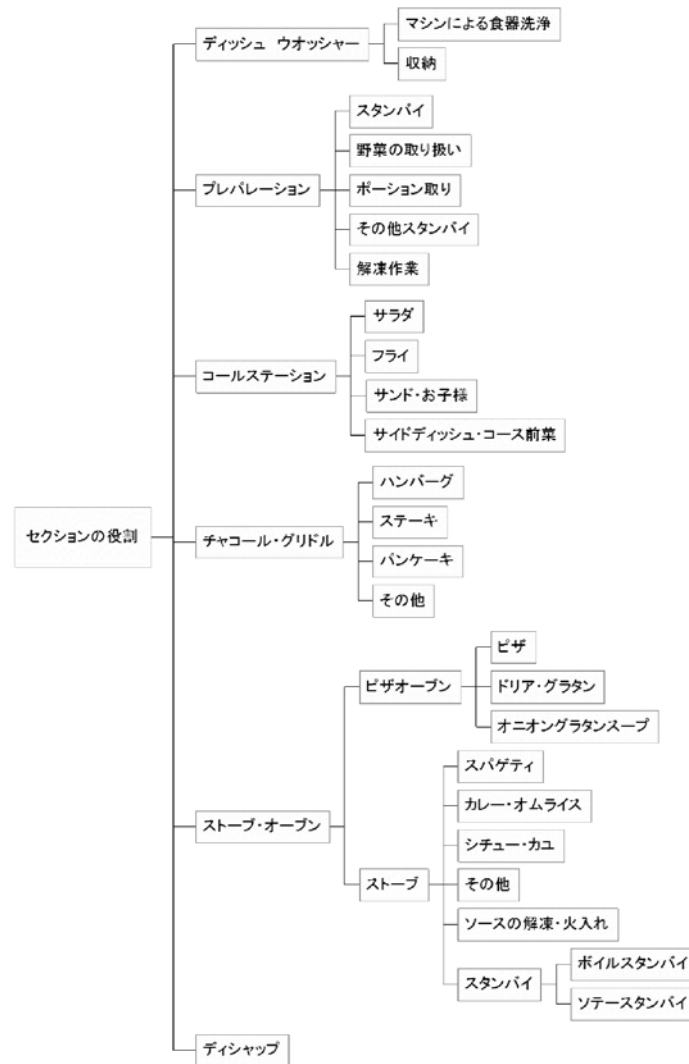 セクションの役割
ディッシュ ウオッシャー
マシンによる食器洗浄
収納
プレパレーション
スタンバイ
野菜の取り扱い
ポーション取り
その他スタンバイ
解凍作業
コールステーション
サラダ
フライ
サンド・お子様
サイドディッシュ・コース前菜
チャコール・グリドル
ハンバーグ
ステーキ
パンケーキ
その他
ストーブ・オーブン
ピザオーブン
ピザ
ドリア・グラタン
オニオングラタンスープ
ストーブ
スパゲティ
カレー・オムライス
シチュー・カユ
その他
ソースの解凍・火入れ
スタンバイ
ボイルスタンバイ
ソテースタンバイ
ディシャップ